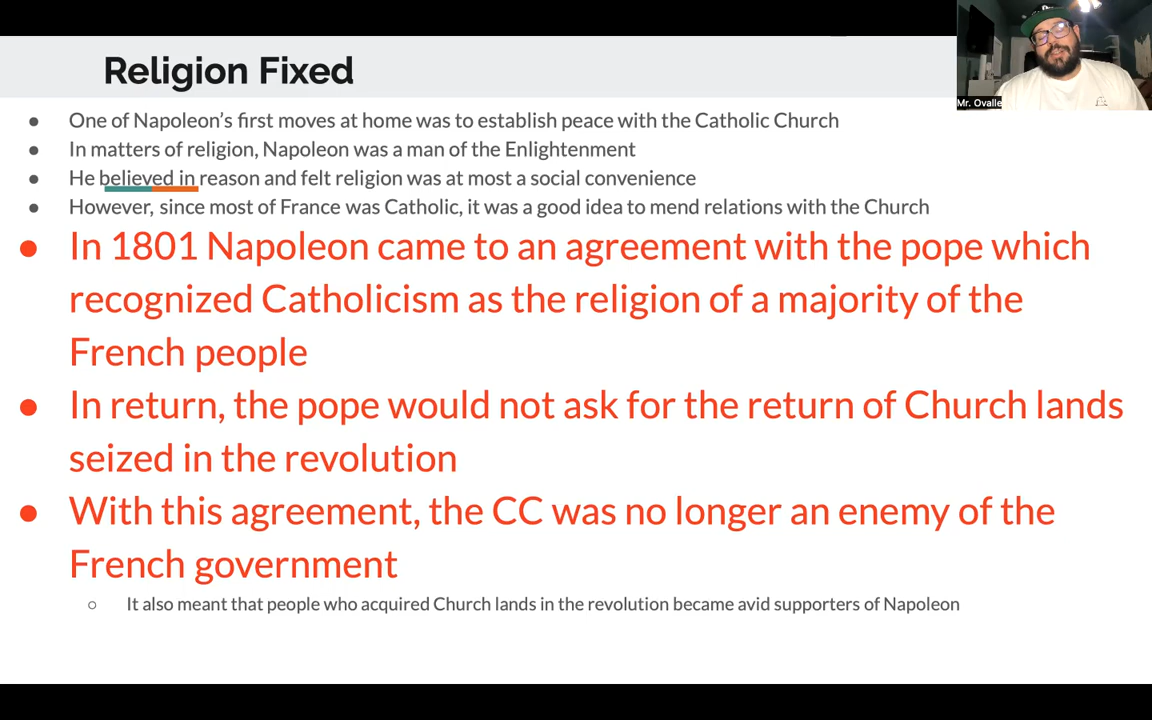 Religion Fixed
Mr. Ovalle
● One of Napoleon's first moves at home was to establish peace with the Catholic Church
● In matters of religion, Napoleon was a man of the Enlightenment
● He believed in reason and felt religion was at most a social convenience
● However, since most of France was Catholic, it was a good idea to mend relations with the Church
● In 1801 Napoleon came to an agreement with the pope which
recognized Catholicism as the religion of a majority of the
French people
● In return, the pope would not ask for the return of Church lands
seized in the revolution
● With this agreement, the CC was no longer an enemy of the
French government
○ It also meant that people who acquired Church lands in the revolution became avid supporters of Napoleon